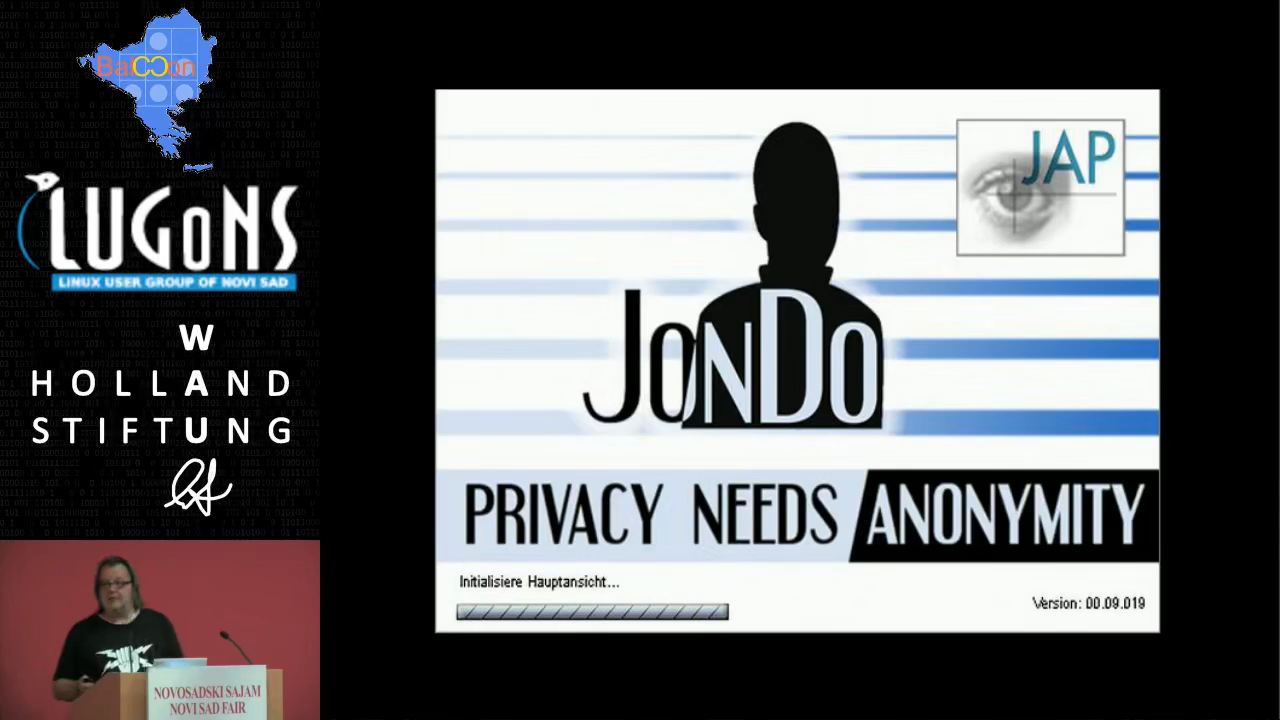 BalCCon
LUGoNS
LINUX USER GROUP OF NOVI SAD
W
HOLLAND
STIFTUNG
NOVOSADSKI SAJAM
NOVI SAD FAIR
JAP
JonDo
PRIVACY NEEDS ANONYMITY
Initialisiere Hauptansicht...
Version: 00.09.019